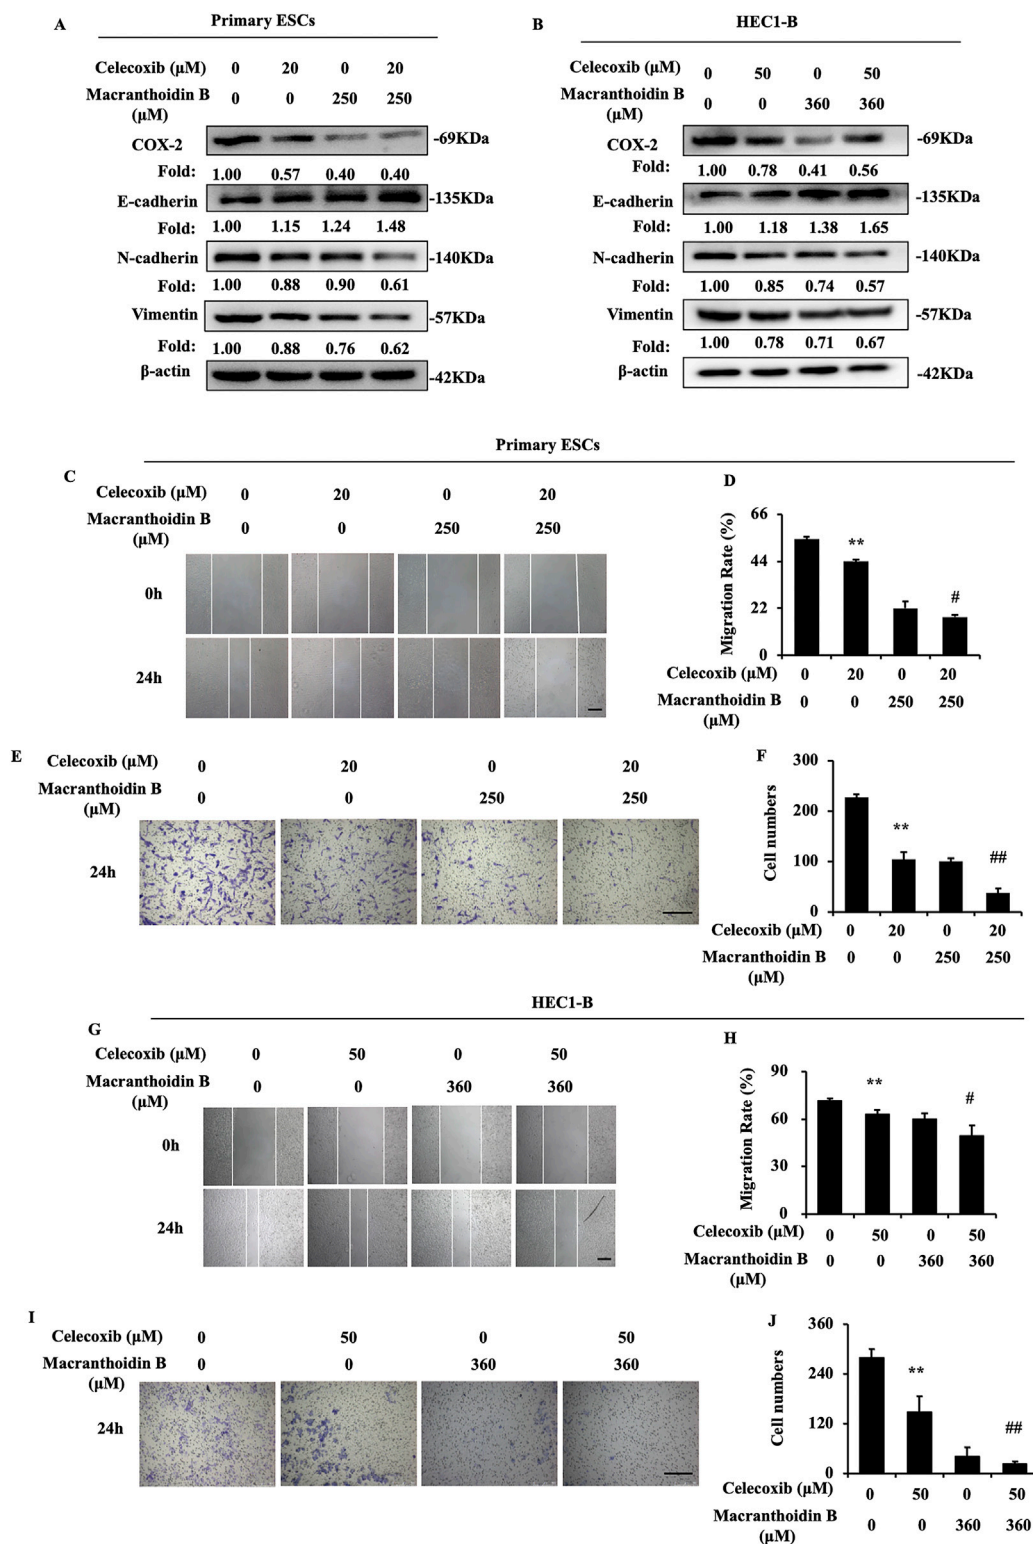 A
Primary ESCs
Celecoxib (μM) 0 20 0 20
Macranthoidin B (μM) 0 0 250 250
COX-2 -69KDa
Fold: 1.00 0.57 0.40 0.40
E-cadherin -135KDa
Fold: 1.00 1.15 1.24 1.48
N-cadherin -140KDa
Fold: 1.00 0.88 0.90 0.61
Vimentin -57KDa
Fold: 1.00 0.88 0.76 0.62
β-actin -42KDa
B
HEC1-B
Celecoxib (μM) 0 50 0 50
Macranthoidin B (μM) 0 0 360 360
COX-2 -69KDa
Fold: 1.00 0.78 0.41 0.56
E-cadherin -135KDa
Fold: 1.00 1.18 1.38 1.65
N-cadherin -140KDa
Fold: 1.00 0.85 0.74 0.57
Vimentin -57KDa
Fold: 1.00 0.78 0.71 0.67
β-actin -42KDa
Primary ESCs
C
Celecoxib (μM) 0 20 0 20
Macranthoidin B (μM) 0 0 250 250
0h
24h
D
Migration Rate (%)
66
44
22
0
**
#
Celecoxib (μM) 0 20 0 20
Macranthoidin B (μM) 0 0 250 250
E
Celecoxib (μM) 0 20 0 20
Macranthoidin B (μM) 0 0 250 250
24h
F
Cell numbers
300
200
100
0
**
##
Celecoxib (μM) 0 20 0 20
Macranthoidin B (μM) 0 0 250 250
HEC1-B
G
Celecoxib (μM) 0 50 0 50
Macranthoidin B (μM) 0 0 360 360
0h
24h
H
Migration Rate (%)
90
60
30
0
**
#
Celecoxib (μM) 0 50 0 50
Macranthoidin B (μM) 0 0 360 360
I
Celecoxib (μM) 0 50 0 50
Macranthoidin B (μM) 0 0 360 360
24h
J
Cell numbers
360
240
120
0
**
##
Celecoxib (μM) 0 50 0 50
Macranthoidin B (μM) 0 0 360 360